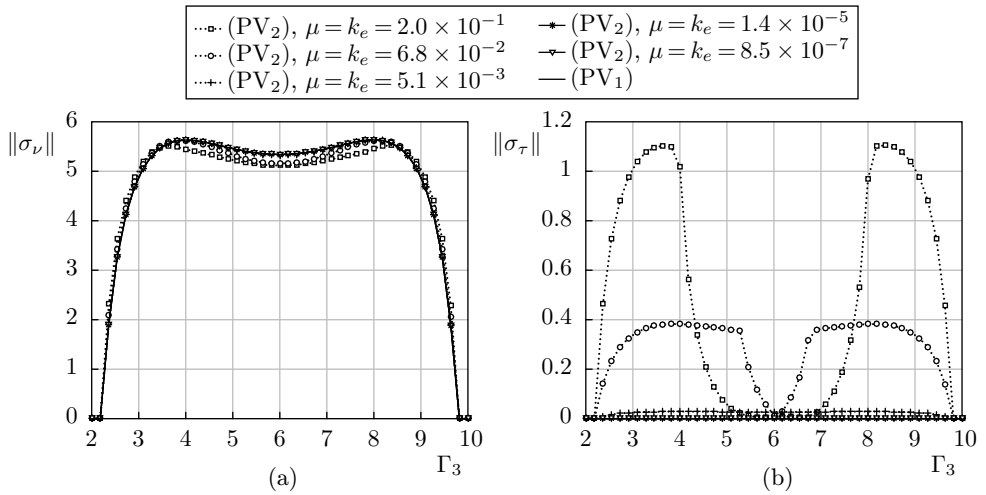 (PV₂), μ = kₑ = 2.0 × 10⁻¹
(PV₂), μ = kₑ = 6.8 × 10⁻²
(PV₂), μ = kₑ = 5.1 × 10⁻³
(PV₂), μ = kₑ = 1.4 × 10⁻⁵
(PV₂), μ = kₑ = 8.5 × 10⁻⁷
(PV₁)
‖σ_ν‖
6
5
4
3
2
1
0
2 3 4 5 6 7 8 9 10
Γ₃
(a)
‖σ_τ‖
1.2
1
0.8
0.6
0.4
0.2
0
2 3 4 5 6 7 8 9 10
Γ₃
(b)